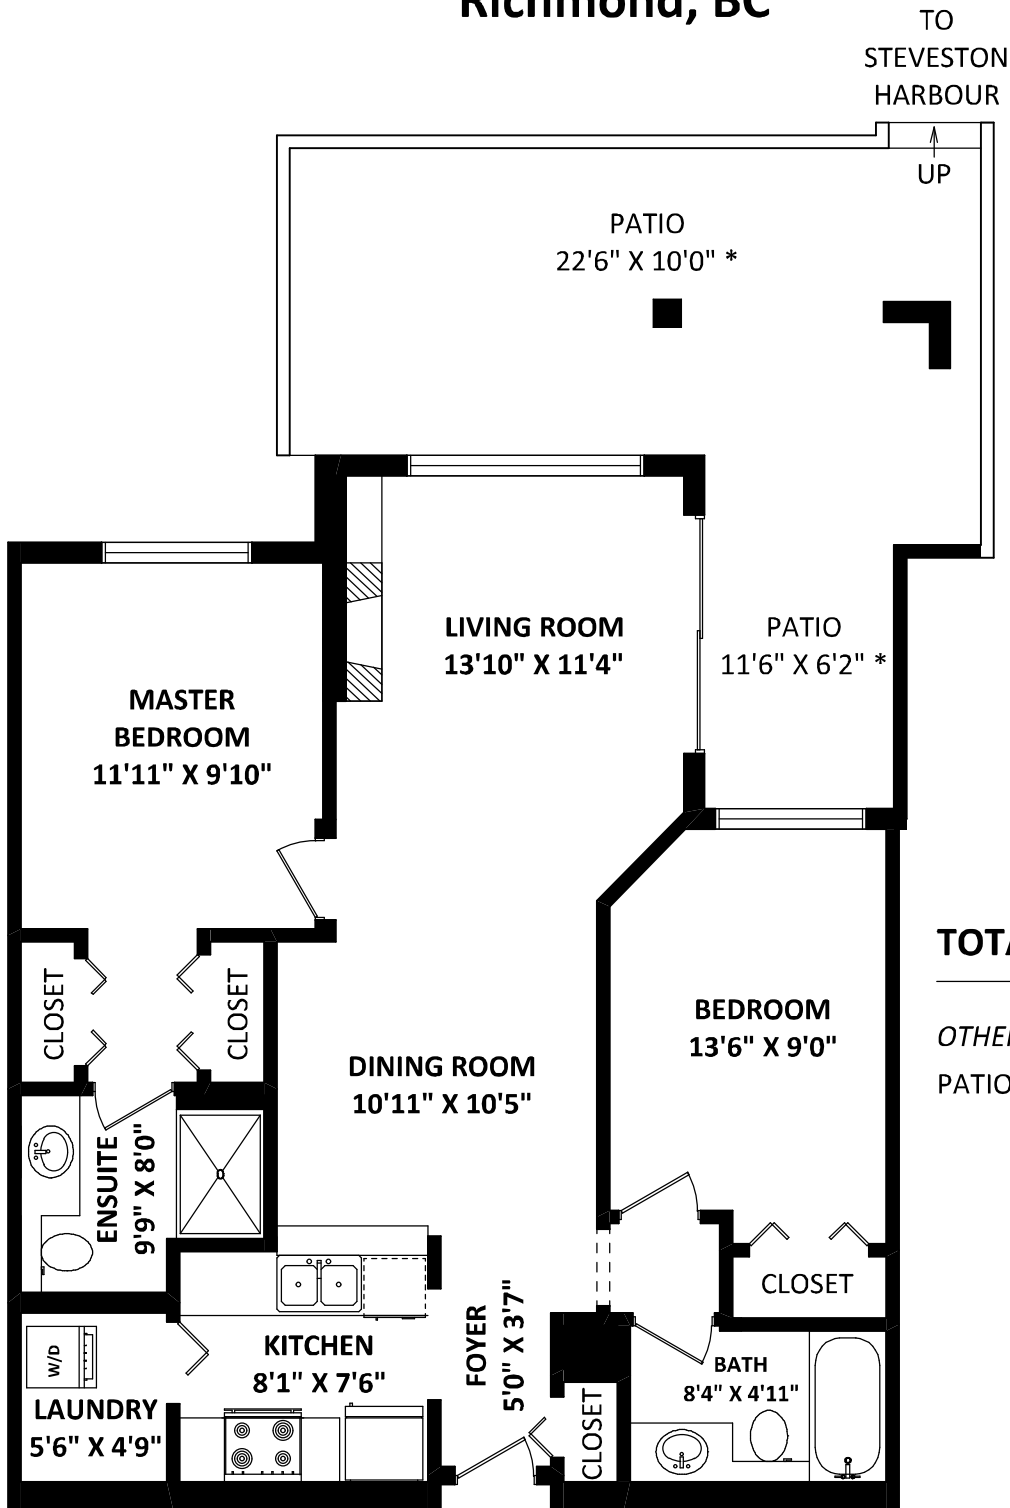 Richmond, BC
TO
STEVESTON
HARBOUR
UP
PATIO
22'6" X 10'0" *
LIVING ROOM
13'10" X 11'4"
PATIO
11'6" X 6'2" *
MASTER
BEDROOM
11'11" X 9'10"
CLOSET
CLOSET
BEDROOM
13'6" X 9'0"
DINING ROOM
10'11" X 10'5"
ENSUITE
9'9" X 8'0"
CLOSET
KITCHEN
8'1" X 7'6"
FOYER
5'0" X 3'7"
W/D
LAUNDRY
5'6" X 4'9"
BATH
8'4" X 4'11"
CLOSET
PATIO